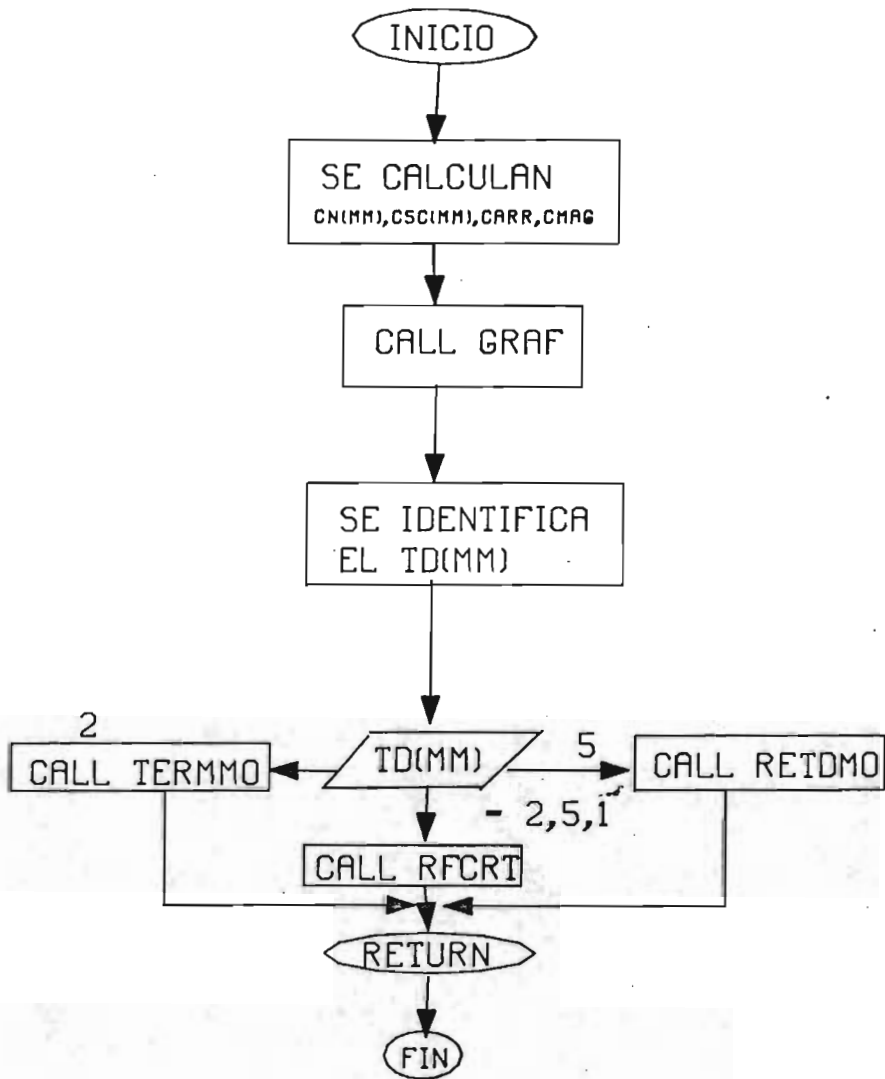 INICIO
SE CALCULAN
CN(MM),CSC(MM),CARR,CMAG
CALL GRAF
SE IDENTIFICA
EL TD(MM)
2
CALL TERMMO
TD(MM)
5
CALL RETDMO
- 2,5,1
CALL RFCRT
RETURN
FIN